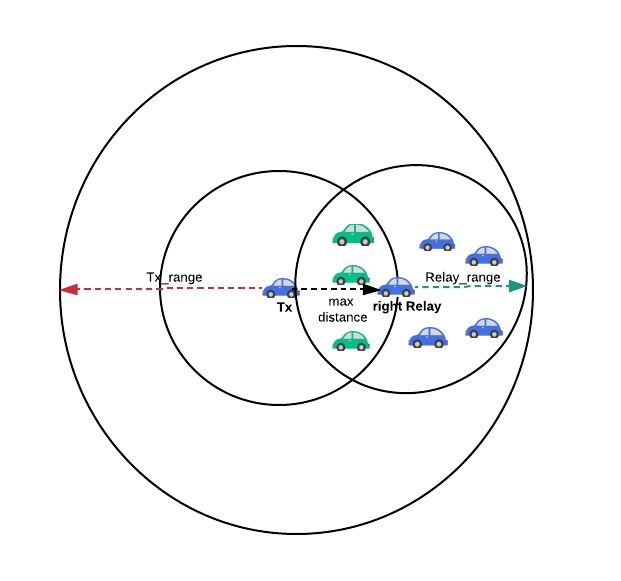 Tx_range
Relay_range
Tx
max
distance
right Relay